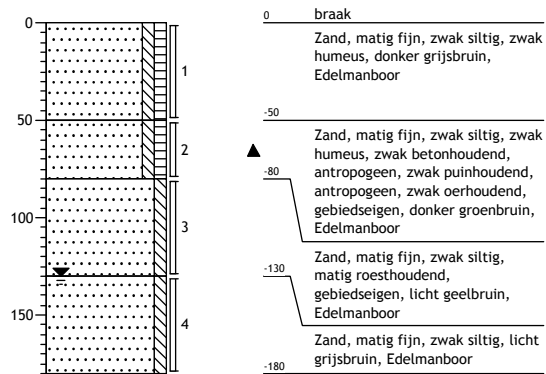 0
50
100
150
1
2
3
4
0 braak
Zand, matig fijn, zwak siltig, zwak
humeus, donker grijsbruin,
Edelmanboor
-50
Zand, matig fijn, zwak siltig, zwak
humeus, zwak betonhoudend,
antropogeen, zwak puinhoudend,
-80
antropogeen, zwak oerhoudend,
gebiedseigen, donker groenbruin,
Edelmanboor
Zand, matig fijn, zwak siltig,
-130
matig roesthoudend,
gebiedseigen, licht geelbruin,
Edelmanboor
Zand, matig fijn, zwak siltig, licht
grijsbruin, Edelmanboor
-180